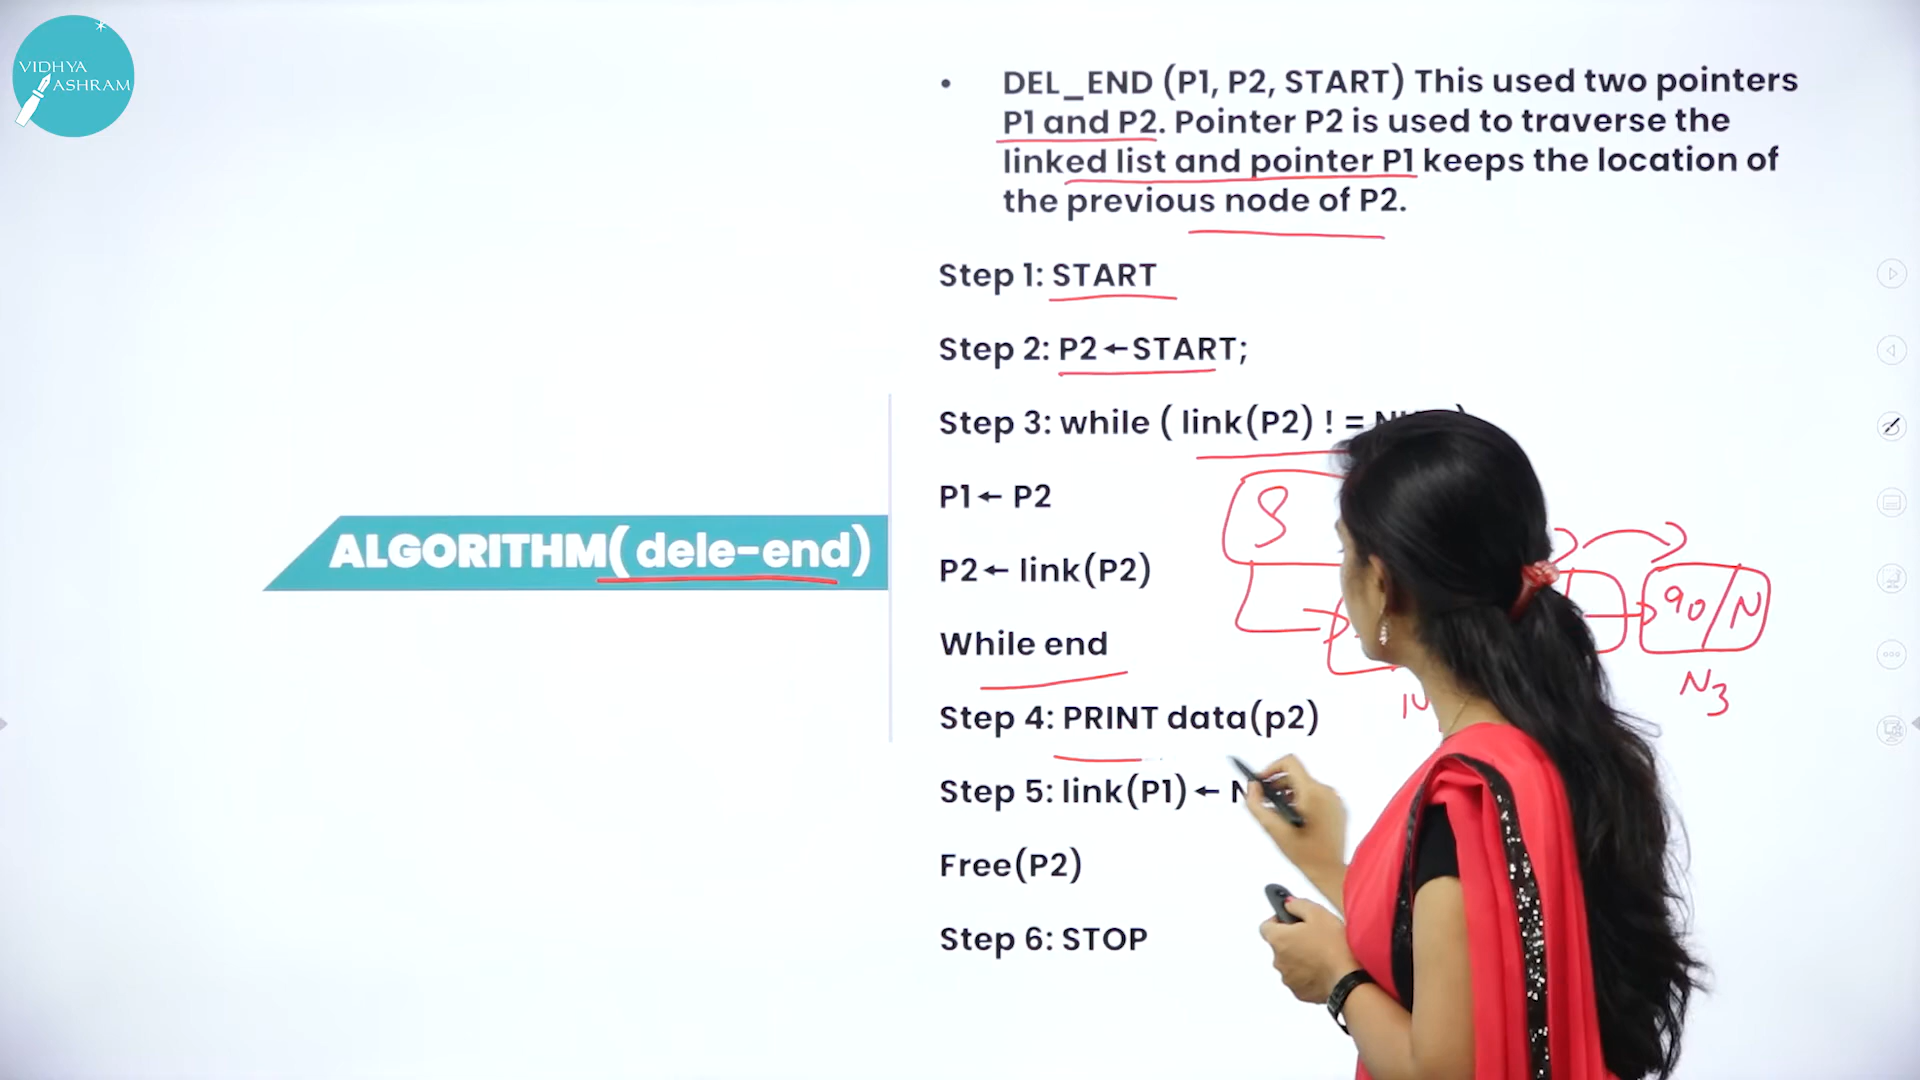 VIDHYA
ASHRAM
• DEL_END (P1, P2, START) This used two pointers
P1 and P2. Pointer P2 is used to traverse the
linked list and pointer P1 keeps the location of
the previous node of P2.
Step 1: START
Step 2: P2←START;
Step 3: while ( link(P2) ! =
P1← P2
P2← link(P2)
While end
Step 4: PRINT data(p2)
Step 5: link(P1)← N
Free(P2)
Step 6: STOP
ALGORITHM( dele-end)
S
90/N
N3